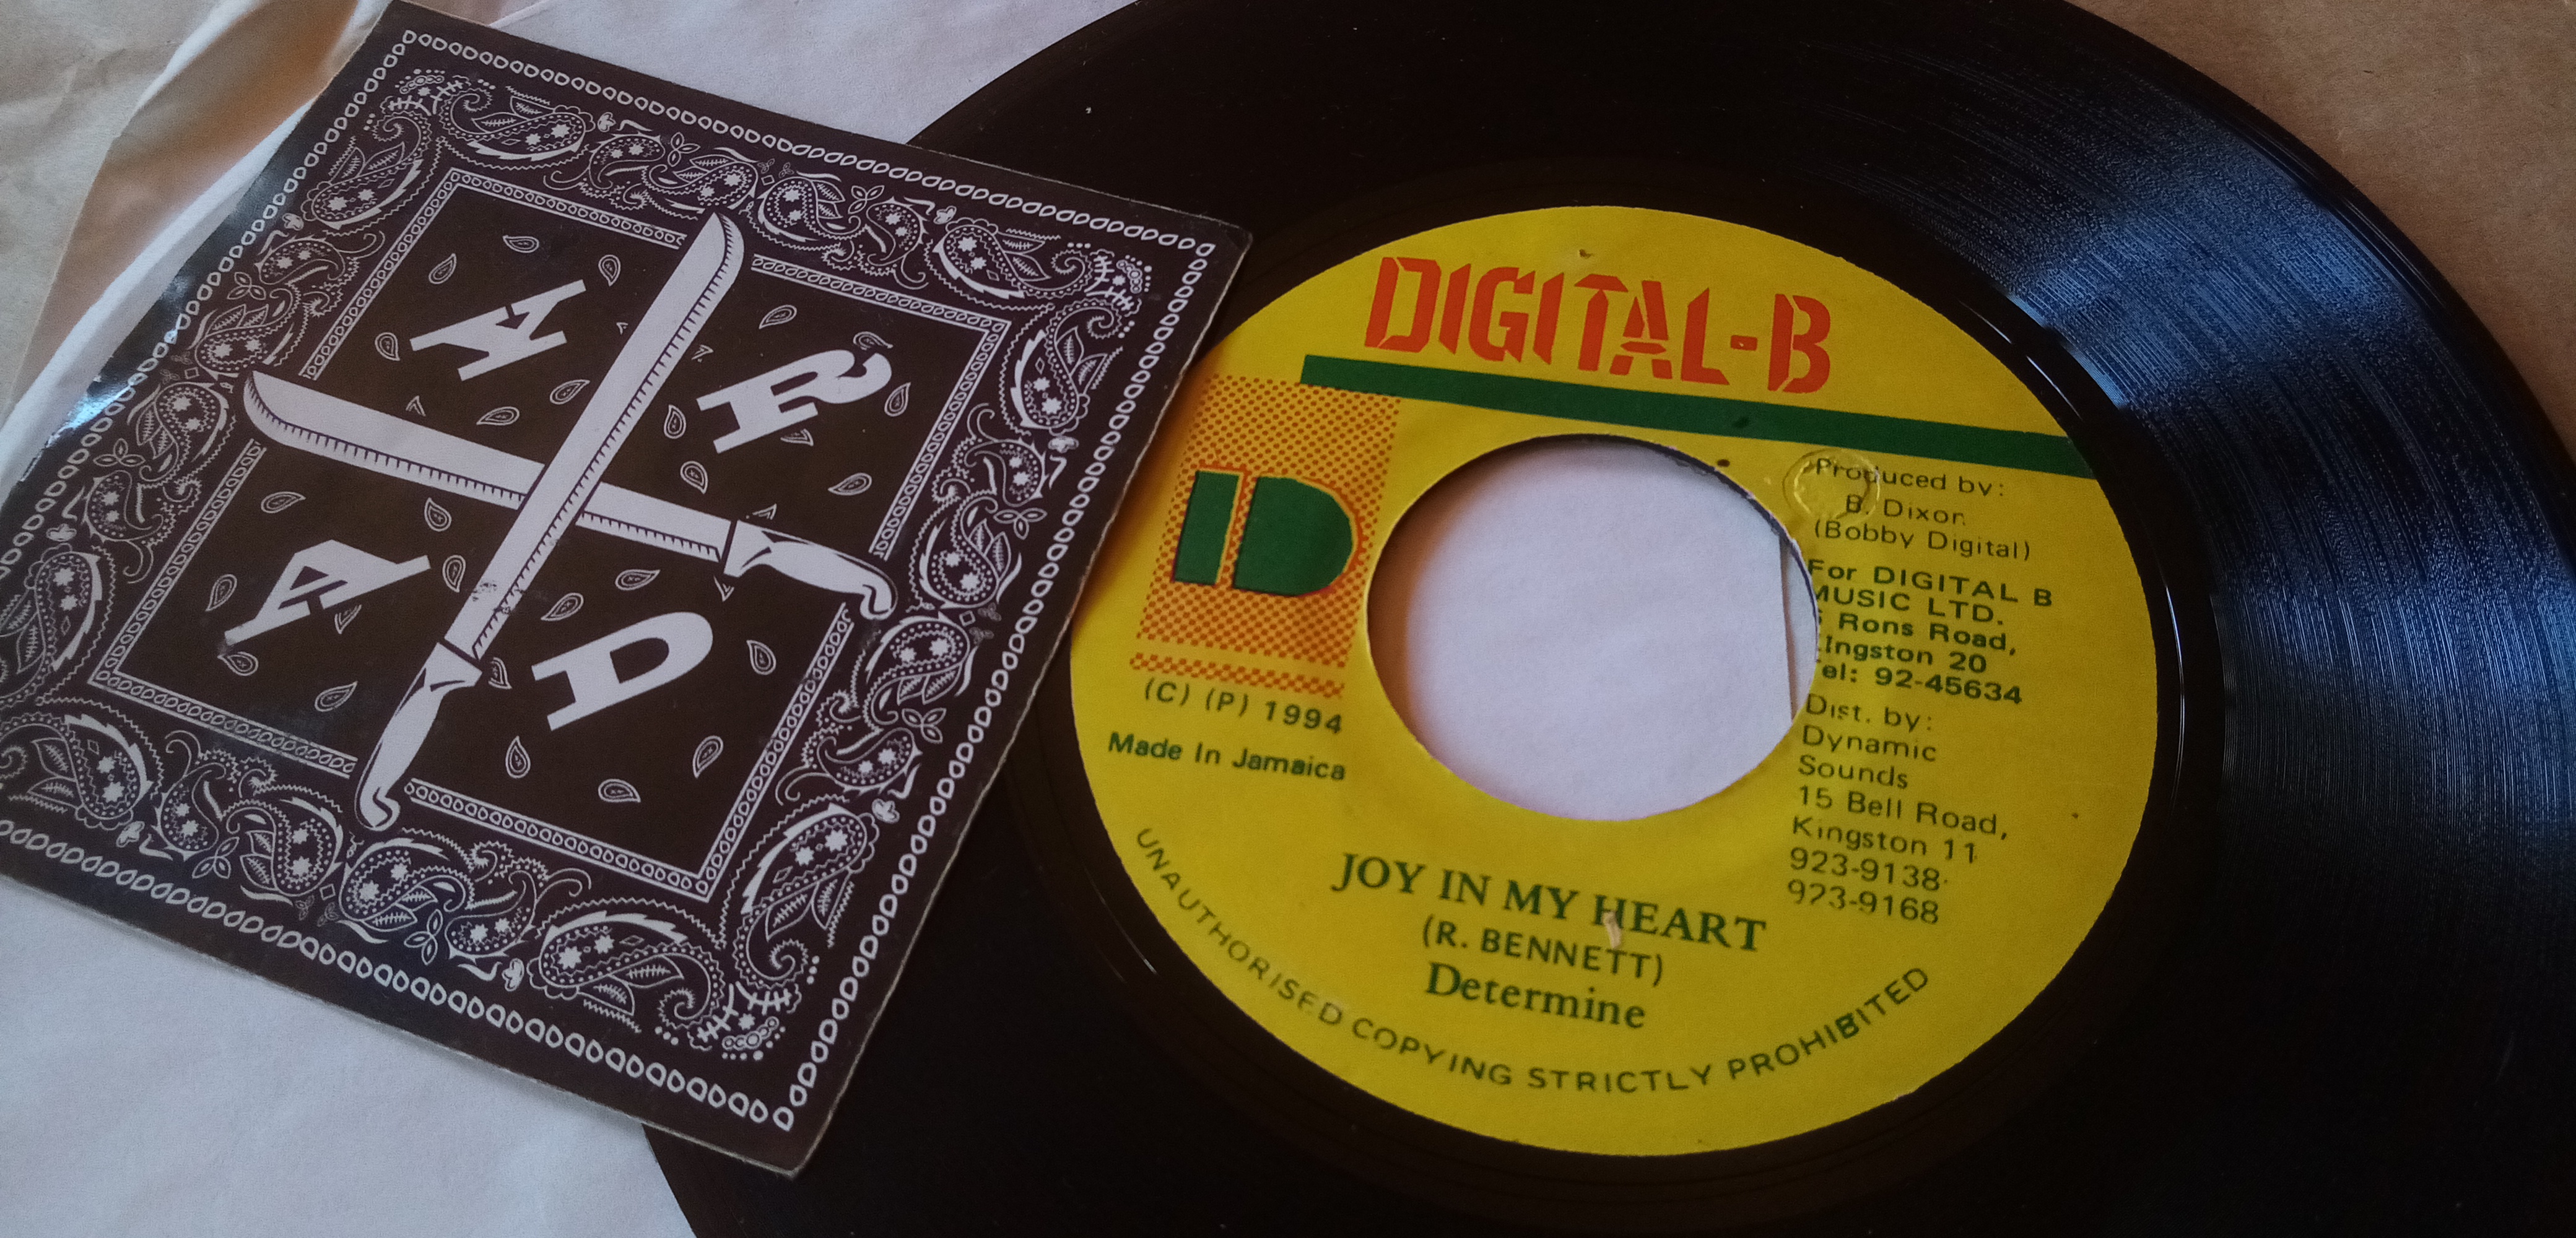 R
A D
DIGITAL-B
Produced by:
B. Dixon
(Bobby Digital)
For DIGITAL B
MUSIC LTD.
Rons Road,
Kingston 20
Tel: 92-45634
Dist. by:
Dynamic
Sounds
15 Bell Road,
Kingston 11
923-9138
923-9168
(C) (P) 1994
Made In Jamaica
JOY IN MY HEART
(R. BENNETT)
Determine
UNAUTHORISED COPYING STRICTLY PROHIBITED